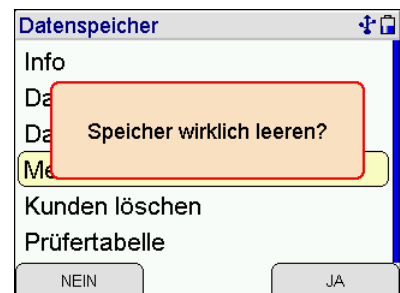 Datenspeicher
Info
Da
Da
Speicher wirklich leeren?
Me
Kunden löschen
Prüfertabelle
NEIN
JA